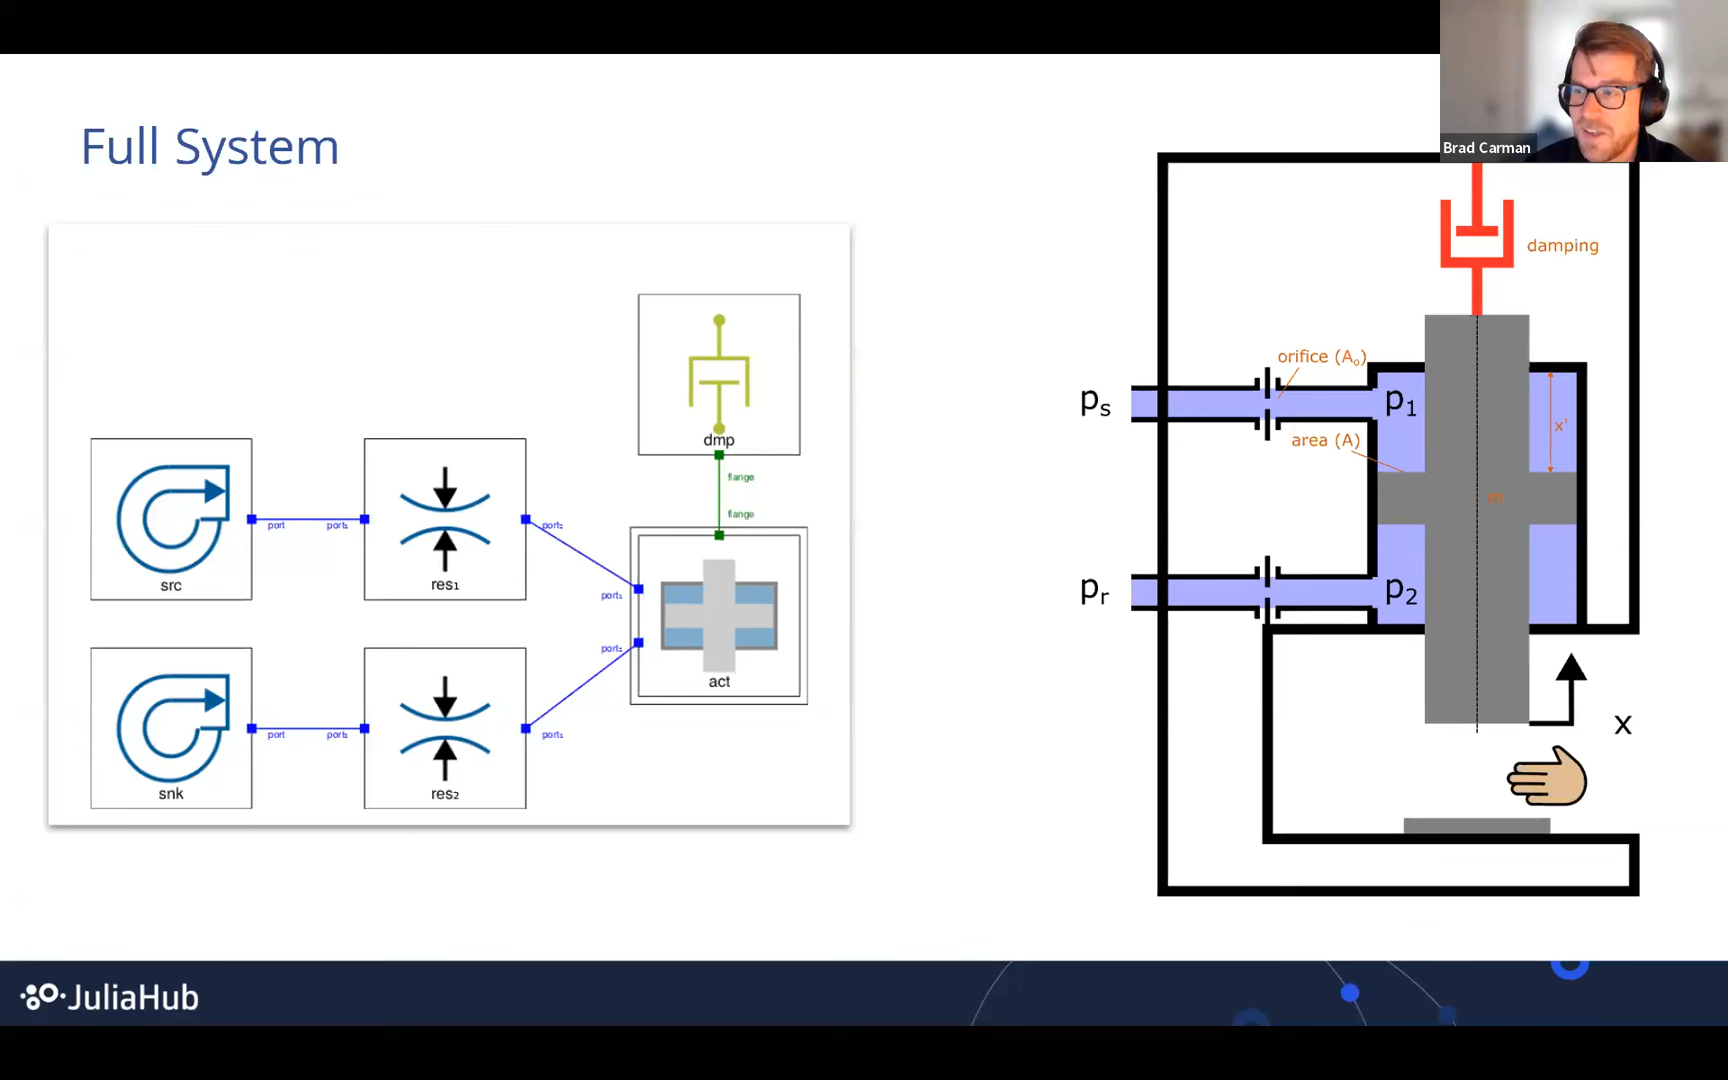 Brad Carman
Full System
dmp
flange
flange
src
port
port₁
res₁
port₂
port₁
port₂
act
snk
port
port₂
res₂
port₁
damping
orifice (Aₒ)
pₛ
p₁
area (A)
x'
m
pᵣ
p₂
x
JuliaHub